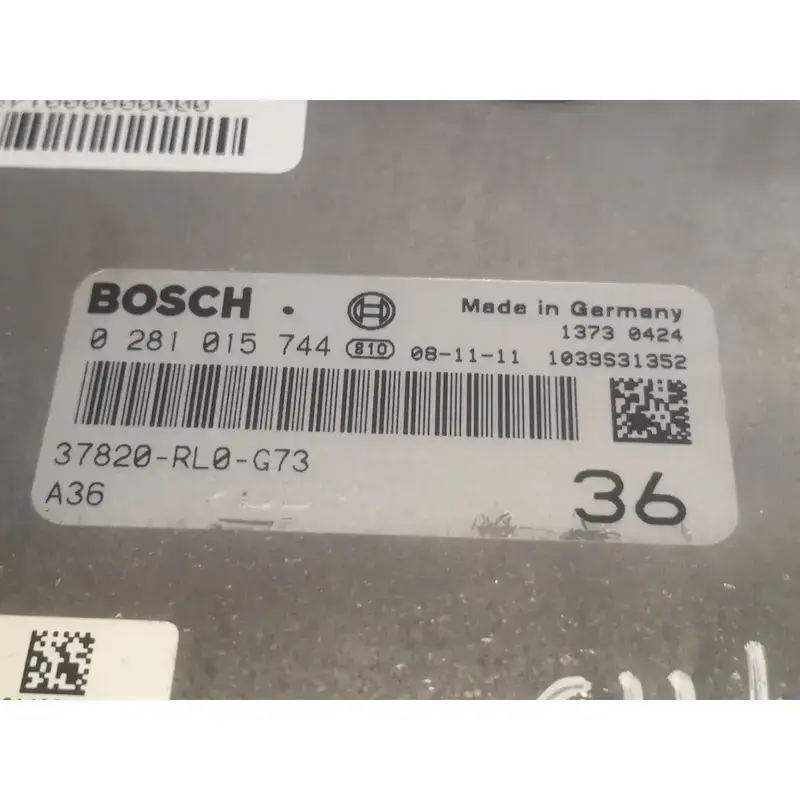 BOSCH
Made in Germany
1373 0424
0 281 015 744 810 08-11-11 1039S31352
37820-RL0-G73
A36
36